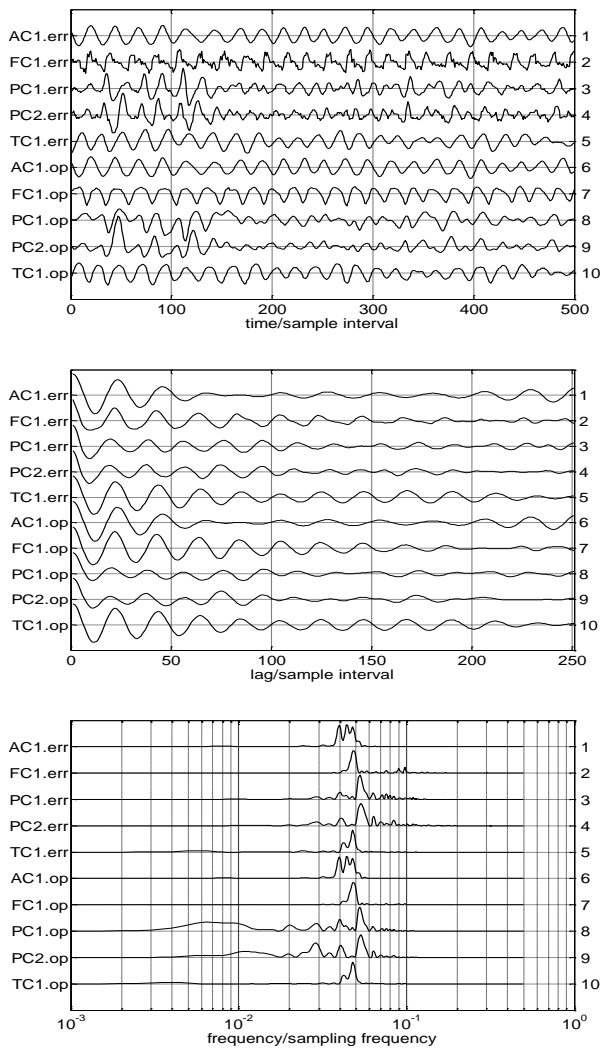 AC1.err 1
FC1.err 2
PC1.err 3
PC2.err 4
TC1.err 5
AC1.op 6
FC1.op 7
PC1.op 8
PC2.op 9
TC1.op 10
0 100 200 300 400 500
time/sample interval
AC1.err 1
FC1.err 2
PC1.err 3
PC2.err 4
TC1.err 5
AC1.op 6
FC1.op 7
PC1.op 8
PC2.op 9
TC1.op 10
0 50 100 150 200 250
lag/sample interval
AC1.err 1
FC1.err 2
PC1.err 3
PC2.err 4
TC1.err 5
AC1.op 6
FC1.op 7
PC1.op 8
PC2.op 9
TC1.op 10
10⁻³ 10⁻² 10⁻¹ 10⁰
frequency/sampling frequency